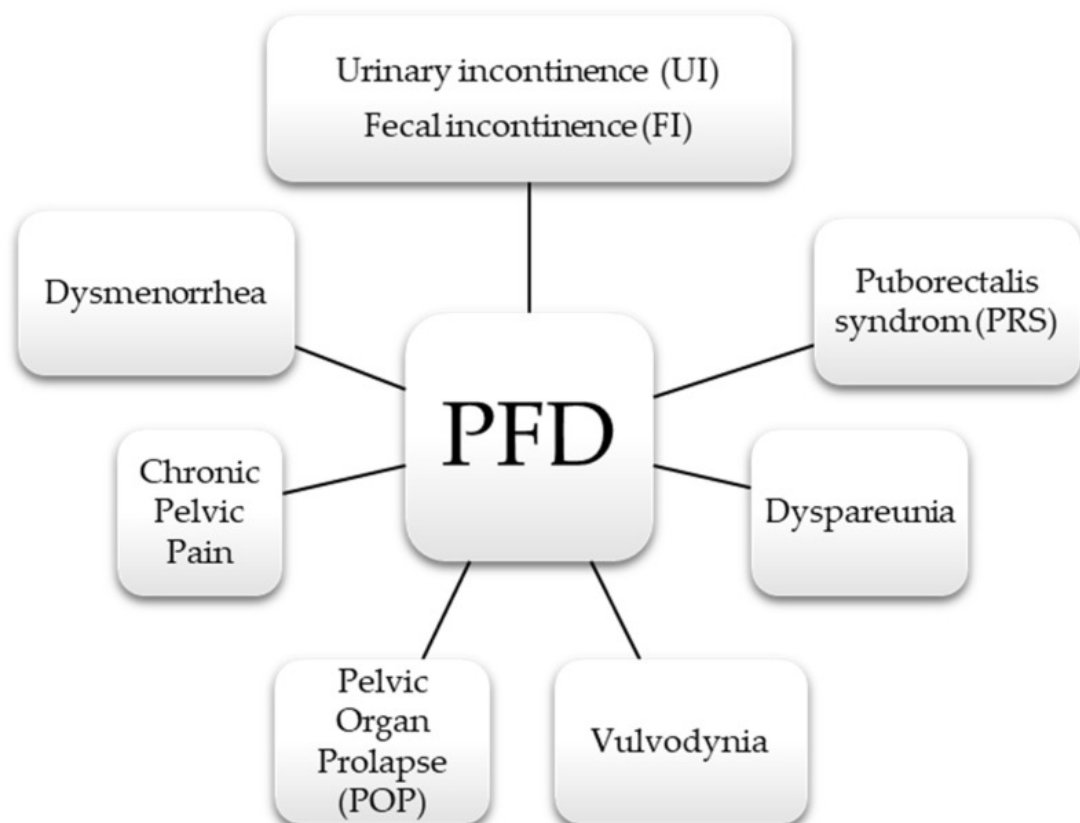 Urinary incontinence (UI)
Fecal incontinence (FI)
Dysmenorrhea
Puborectalis
syndrom (PRS)
PFD
Chronic
Pelvic
Pain
Dyspareunia
Pelvic
Organ
Prolapse
(POP)
Vulvodynia